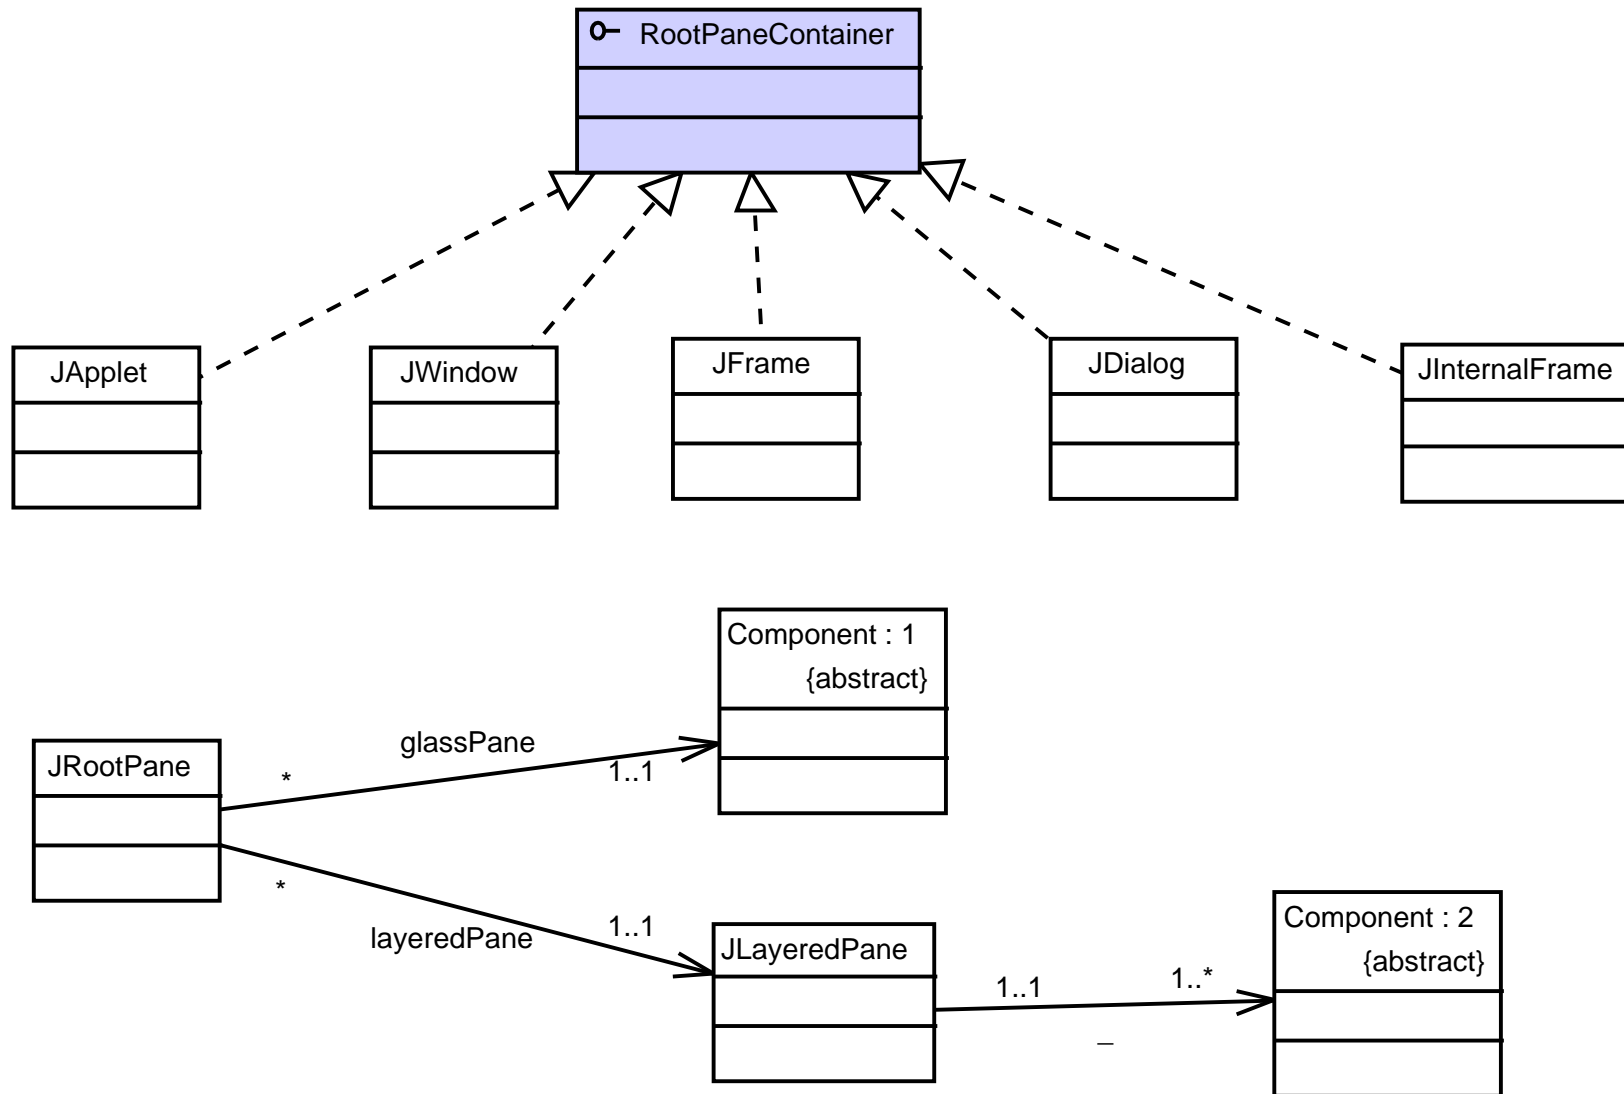 RootPaneContainer
JApplet
JWindow
JFrame
JDialog
JInternalFrame
Component : 1
{abstract}
JRootPane
glassPane
*
1..1
*
layeredPane
1..1
JLayeredPane
1..1
1..*
_
Component : 2
{abstract}